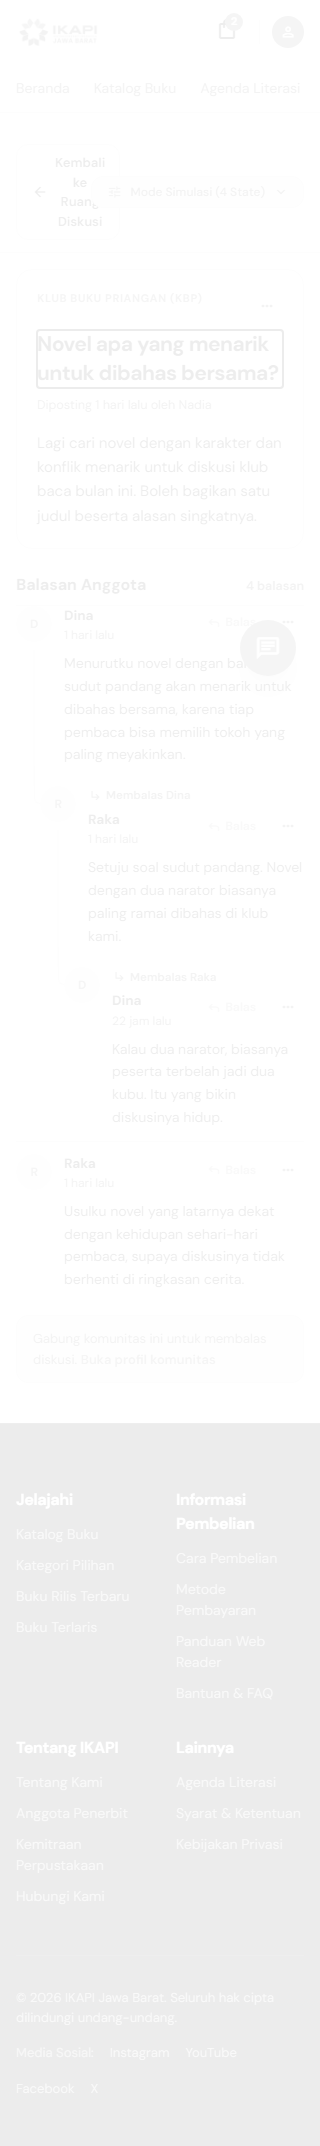 IKAPI
JAWA BARAT
2
Beranda Katalog Buku Agenda Literasi
Kembali
ke
Ruang
Diskusi
Mode Simulasi (4 State)
KLUB BUKU PRIANGAN (KBP)
Novel apa yang menarik
untuk dibahas bersama?
Diposting 1 hari lalu oleh Nadia
Lagi cari novel dengan karakter dan
konflik menarik untuk diskusi klub
baca bulan ini. Boleh bagikan satu
judul beserta alasan singkatnya.
Balasan Anggota 4 balasan
D Dina Balas
1 hari lalu
Menurutku novel dengan
sudut pandang akan menarik untuk
dibahas bersama, karena tiap
pembaca bisa memilih tokoh yang
paling meyakinkan.
Membalas Dina
R Raka Balas
1 hari lalu
Setuju soal sudut pandang. Novel
dengan dua narator biasanya
paling ramai dibahas di klub
kami.
Membalas Raka
D Dina Balas
22 jam lalu
Kalau dua narator, biasanya
peserta terbelah jadi dua
kubu. Itu yang bikin
diskusinya hidup.
R Raka Balas
1 hari lalu
Usulku novel yang latarnya dekat
dengan kehidupan sehari-hari
pembaca, supaya diskusinya tidak
berhenti di ringkasan cerita.
Gabung komunitas ini untuk membalas
diskusi. Buka profil komunitas
Jelajahi
Katalog Buku
Kategori Pilihan
Buku Rilis Terbaru
Buku Terlaris
Informasi
Pembelian
Cara Pembelian
Metode
Pembayaran
Panduan Web
Reader
Bantuan & FAQ
Tentang IKAPI
Tentang Kami
Anggota Penerbit
Kemitraan
Perpustakaan
Hubungi Kami
Lainnya
Agenda Literasi
Syarat & Ketentuan
Kebijakan Privasi
© 2026 IKAPI Jawa Barat. Seluruh hak cipta
dilindungi undang-undang.
Media Sosial: Instagram YouTube
Facebook X